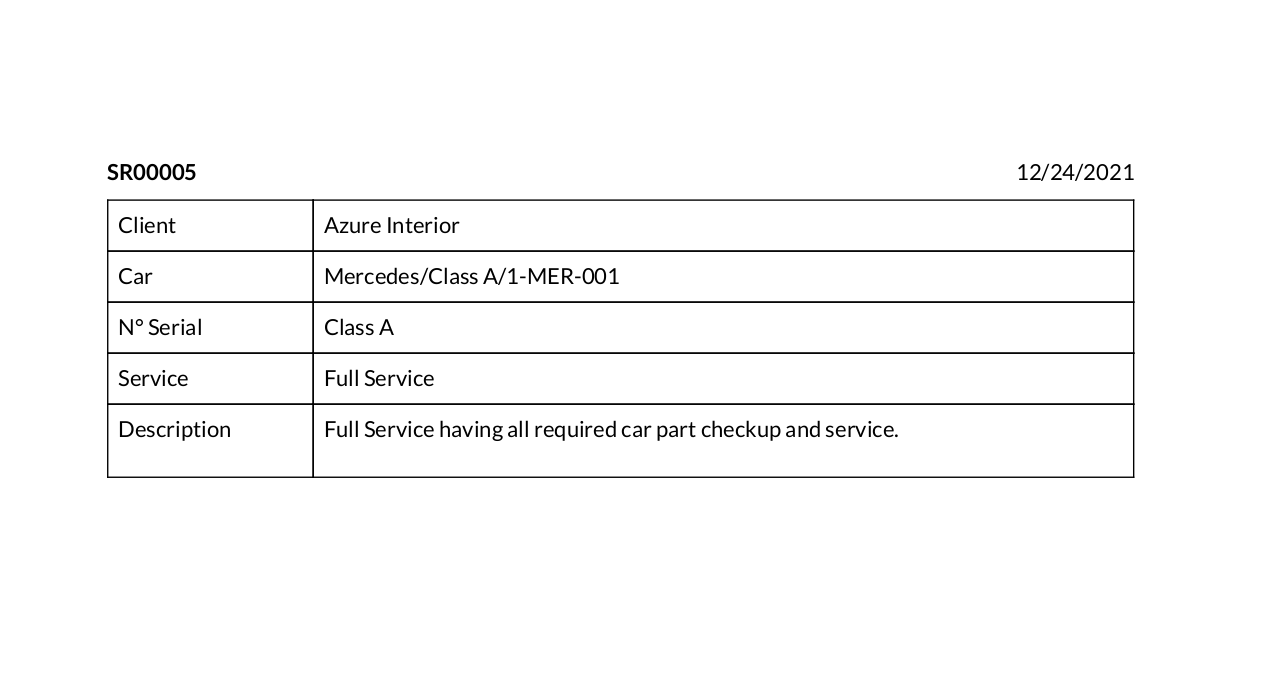 SR00005 12/24/2021
Client Azure Interior
Car Mercedes/Class A/1-MER-001
N° Serial Class A
Service Full Service
Description Full Service having all required car part checkup and service.